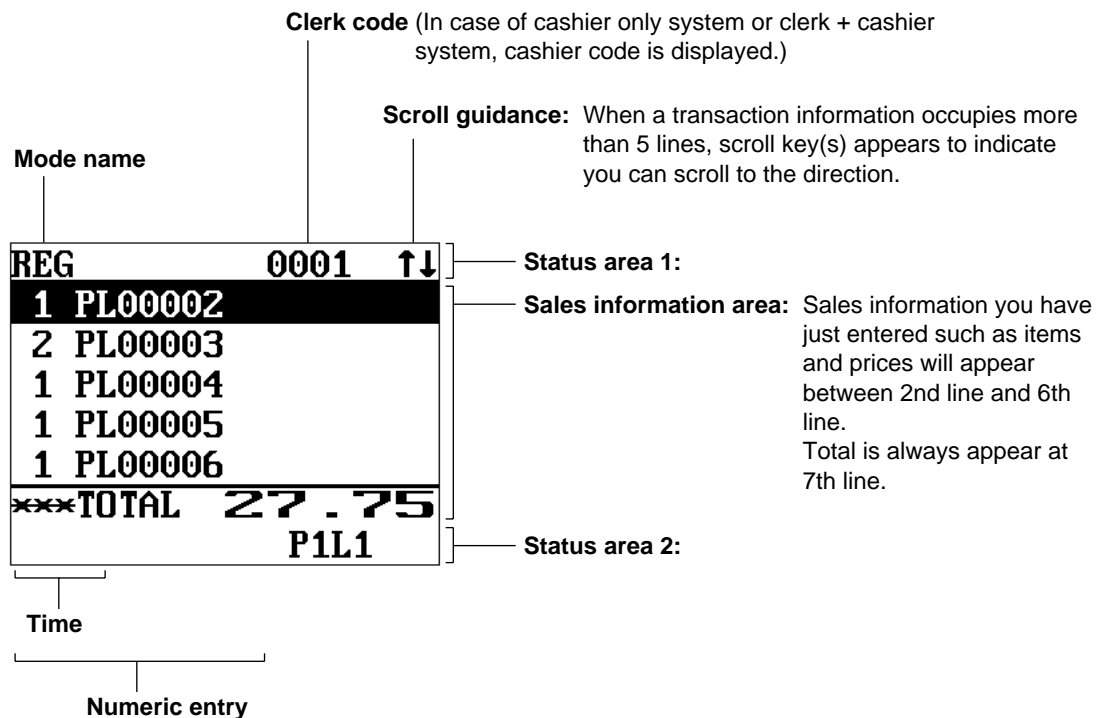 Clerk code (In case of cashier only system or clerk + cashier
system, cashier code is displayed.)
Scroll guidance: When a transaction information occupies more
than 5 lines, scroll key(s) appears to indicate
you can scroll to the direction.
Mode name
REG 0001 ↑↓
Status area 1:
1 PL00002
2 PL00003
1 PL00004
1 PL00005
1 PL00006
***TOTAL 27.75
P1L1
Sales information area: Sales information you have
just entered such as items
and prices will appear
between 2nd line and 6th
line.
Total is always appear at
7th line.
Status area 2:
Time
Numeric entry